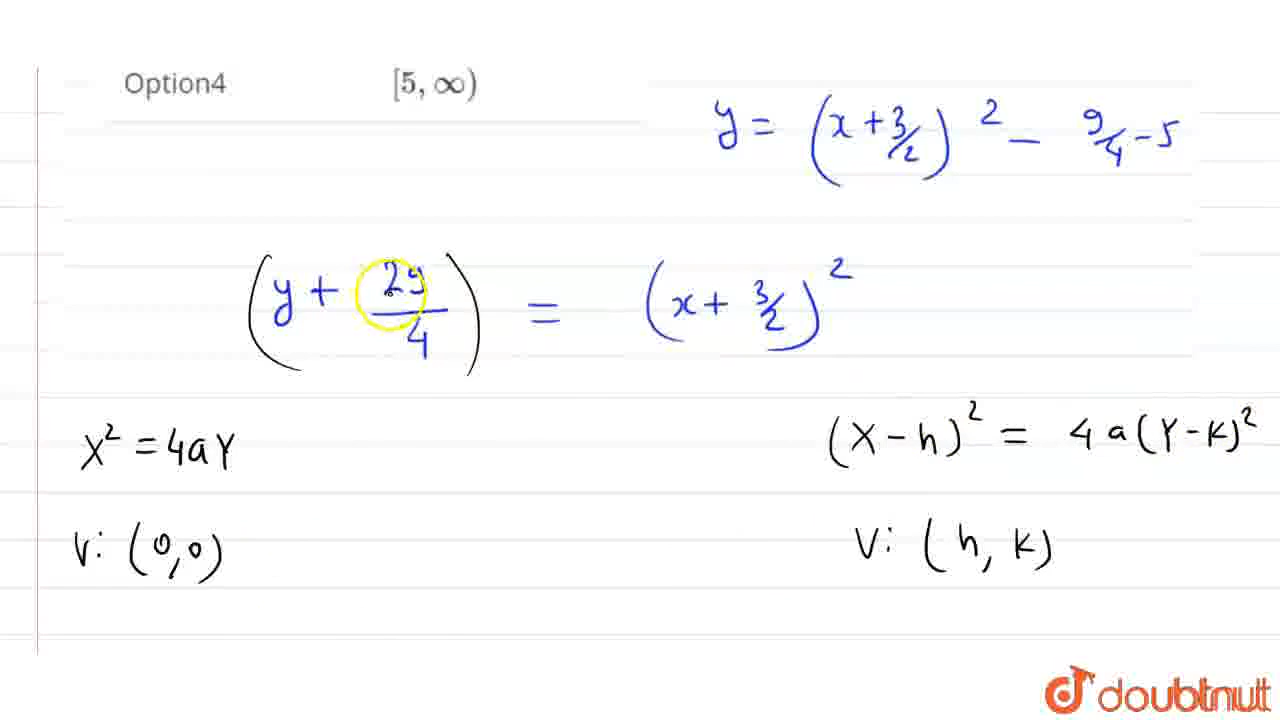 Option4 [5, ∞)
y = (x + 3/2)² − 9/4 − 5
(y + 29/4) = (x + 3/2)²
X² = 4aY
(X − h)² = 4a(Y − K)²
V: (0,0)
V: (h, K)
doubtnut